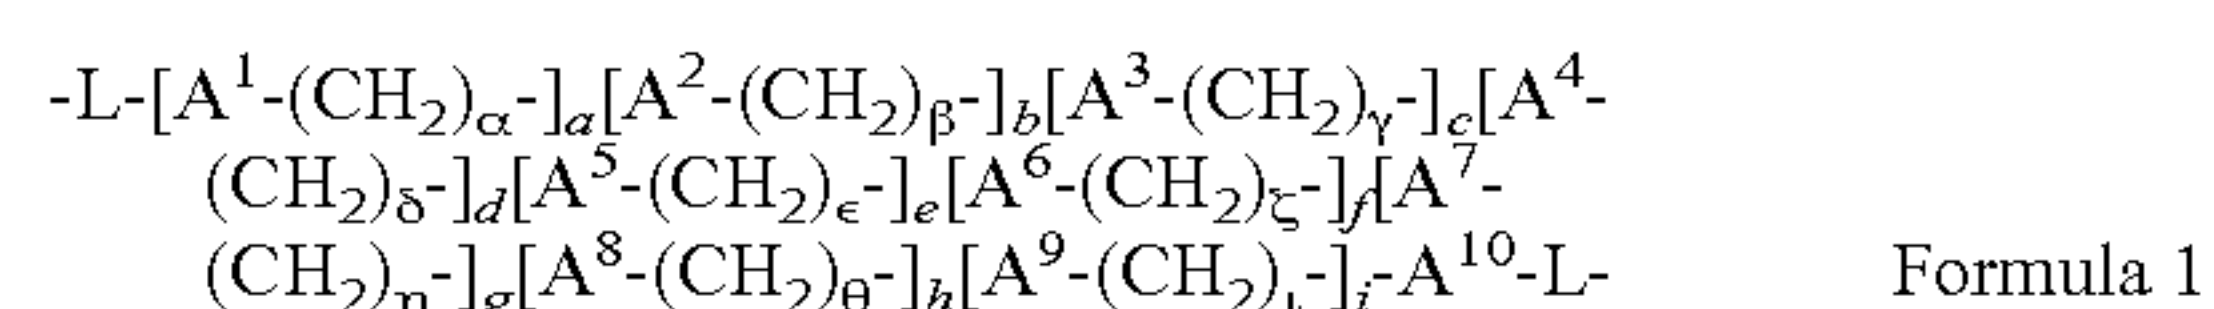 -L-[A¹-(CH₂)α-]a[A²-(CH₂)β-]b[A³-(CH₂)γ-]c[A⁴-
(CH₂)δ-]d[A⁵-(CH₂)ϵ-]e[A⁶-(CH₂)ζ-]f[A⁷-
(CH₂)η-]g[A⁸-(CH₂)θ-]h[A⁹-(CH₂)ι-]i-A¹⁰-L- Formula 1